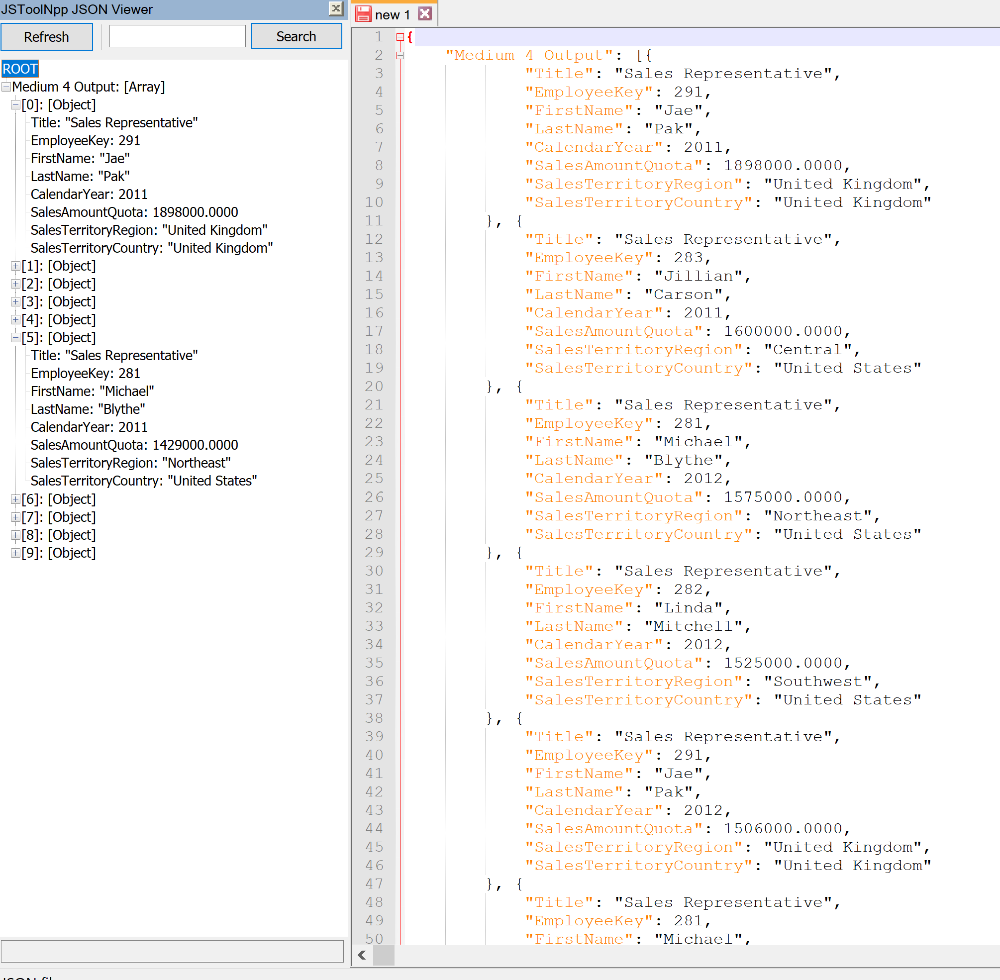 JSToolNpp JSON Viewer
Refresh
Search
ROOT
Medium 4 Output: [Array]
[0]: [Object]
Title: "Sales Representative"
EmployeeKey: 291
FirstName: "Jae"
LastName: "Pak"
CalendarYear: 2011
SalesAmountQuota: 1898000.0000
SalesTerritoryRegion: "United Kingdom"
SalesTerritoryCountry: "United Kingdom"
[1]: [Object]
[2]: [Object]
[3]: [Object]
[4]: [Object]
[5]: [Object]
Title: "Sales Representative"
EmployeeKey: 281
FirstName: "Michael"
LastName: "Blythe"
CalendarYear: 2011
SalesAmountQuota: 1429000.0000
SalesTerritoryRegion: "Northeast"
SalesTerritoryCountry: "United States"
[6]: [Object]
[7]: [Object]
[8]: [Object]
[9]: [Object]
new 1
1 {
2 "Medium 4 Output": [{
3 "Title": "Sales Representative",
4 "EmployeeKey": 291,
5 "FirstName": "Jae",
6 "LastName": "Pak",
7 "CalendarYear": 2011,
8 "SalesAmountQuota": 1898000.0000,
9 "SalesTerritoryRegion": "United Kingdom",
10 "SalesTerritoryCountry": "United Kingdom"
11 }, {
12 "Title": "Sales Representative",
13 "EmployeeKey": 283,
14 "FirstName": "Jillian",
15 "LastName": "Carson",
16 "CalendarYear": 2011,
17 "SalesAmountQuota": 1600000.0000,
18 "SalesTerritoryRegion": "Central",
19 "SalesTerritoryCountry": "United States"
20 }, {
21 "Title": "Sales Representative",
22 "EmployeeKey": 281,
23 "FirstName": "Michael",
24 "LastName": "Blythe",
25 "CalendarYear": 2012,
26 "SalesAmountQuota": 1575000.0000,
27 "SalesTerritoryRegion": "Northeast",
28 "SalesTerritoryCountry": "United States"
29 }, {
30 "Title": "Sales Representative",
31 "EmployeeKey": 282,
32 "FirstName": "Linda",
33 "LastName": "Mitchell",
34 "CalendarYear": 2012,
35 "SalesAmountQuota": 1525000.0000,
36 "SalesTerritoryRegion": "Southwest",
37 "SalesTerritoryCountry": "United States"
38 }, {
39 "Title": "Sales Representative",
40 "EmployeeKey": 291,
41 "FirstName": "Jae",
42 "LastName": "Pak",
43 "CalendarYear": 2012,
44 "SalesAmountQuota": 1506000.0000,
45 "SalesTerritoryRegion": "United Kingdom",
46 "SalesTerritoryCountry": "United Kingdom"
47 }, {
48 "Title": "Sales Representative",
49 "EmployeeKey": 281,
50 "FirstName": "Michael",